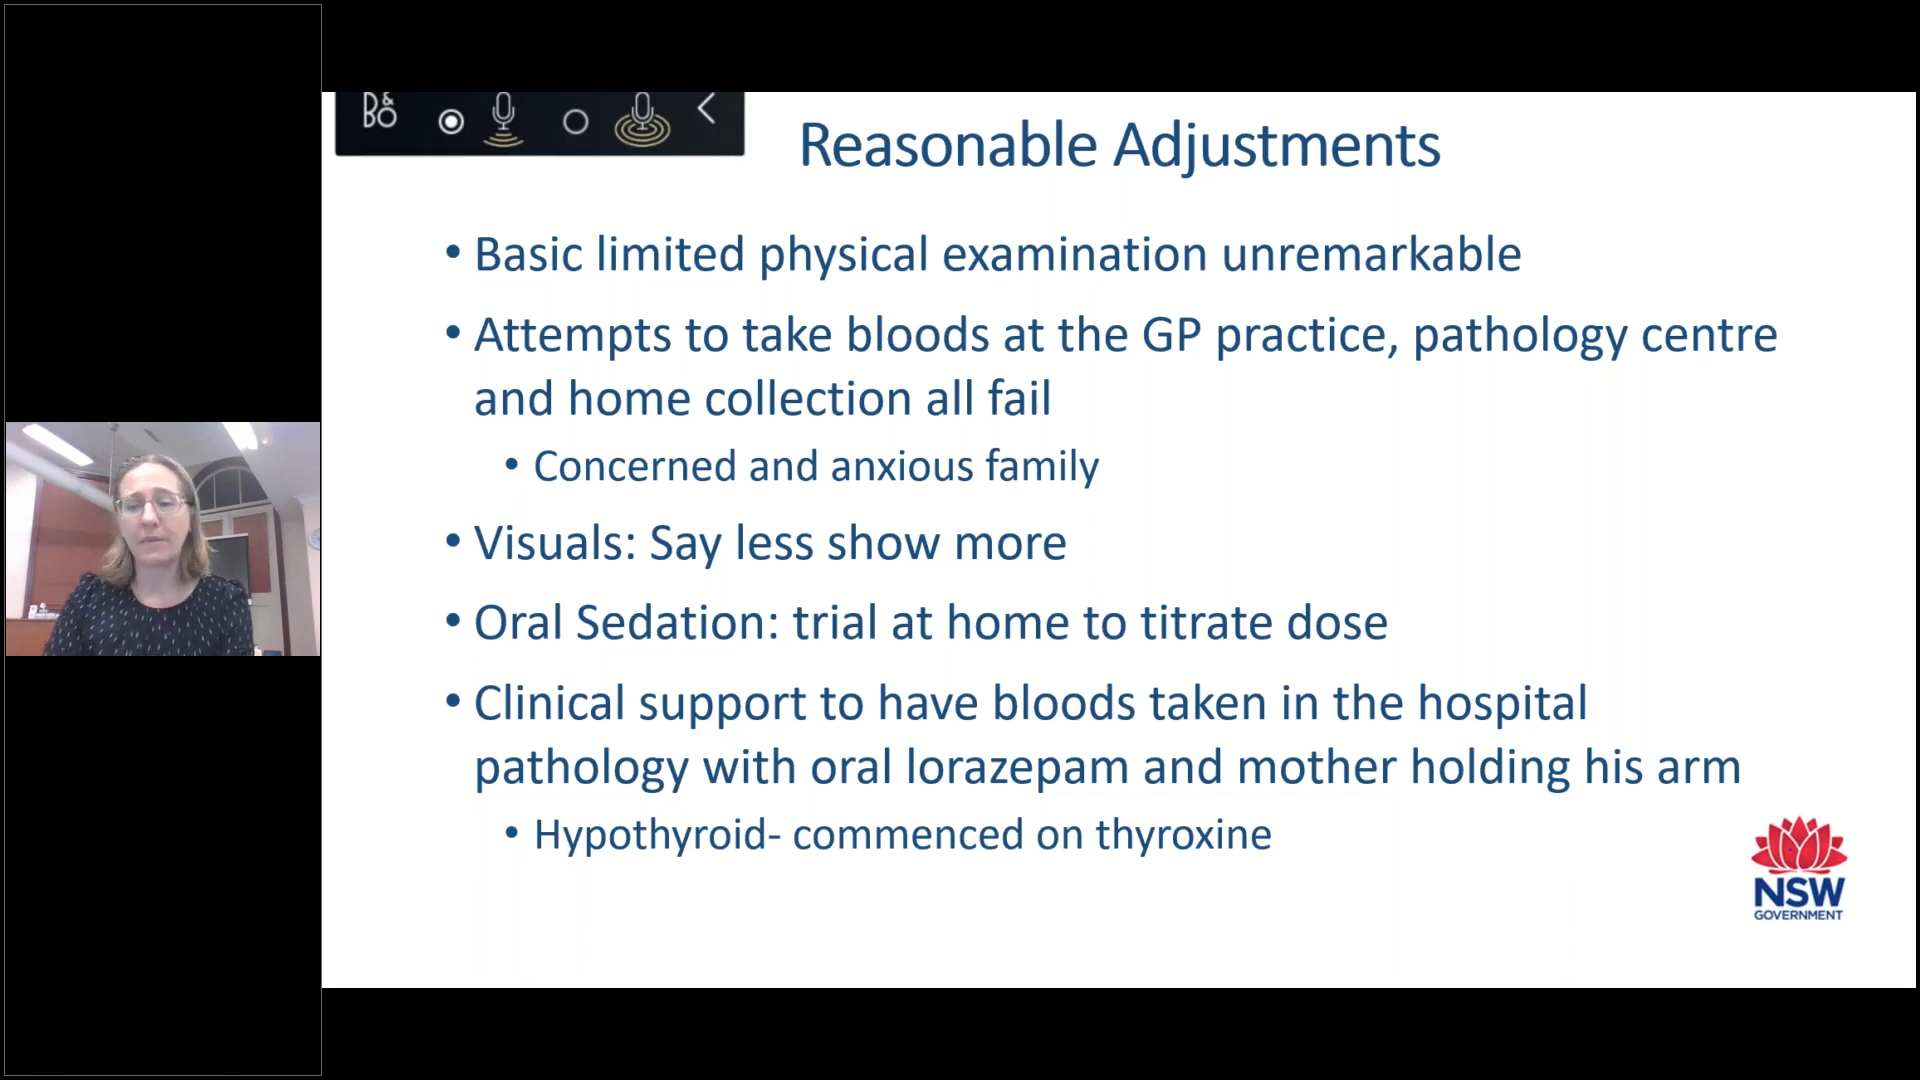 B&O
Reasonable Adjustments
• Basic limited physical examination unremarkable
• Attempts to take bloods at the GP practice, pathology centre
and home collection all fail
• Concerned and anxious family
• Visuals: Say less show more
• Oral Sedation: trial at home to titrate dose
• Clinical support to have bloods taken in the hospital
pathology with oral lorazepam and mother holding his arm
• Hypothyroid- commenced on thyroxine
NSW
GOVERNMENT